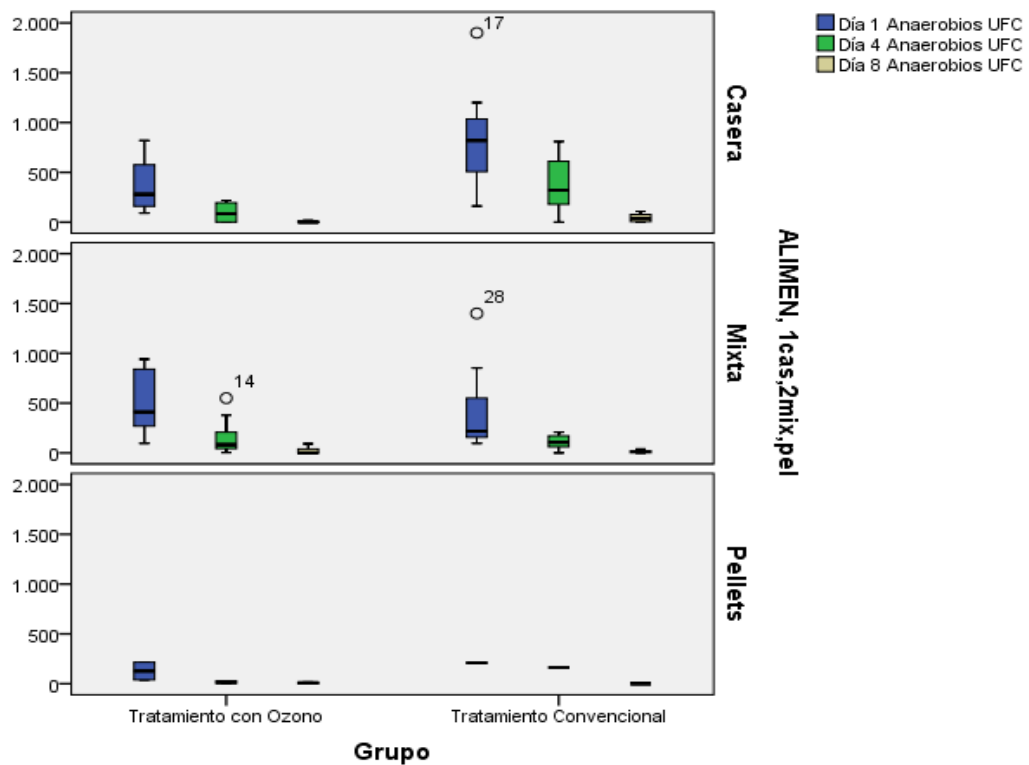 Día 1 Anaerobios UFC
Día 4 Anaerobios UFC
Día 8 Anaerobios UFC
2.000
1.500
1.000
500
0
17
Casera
2.000
1.500
1.000
500
0
14
28
Mixta
2.000
1.500
1.000
500
0
Pellets
ALIMEN, 1cas,2mix,pel
Tratamiento con Ozono
Tratamiento Convencional
Grupo